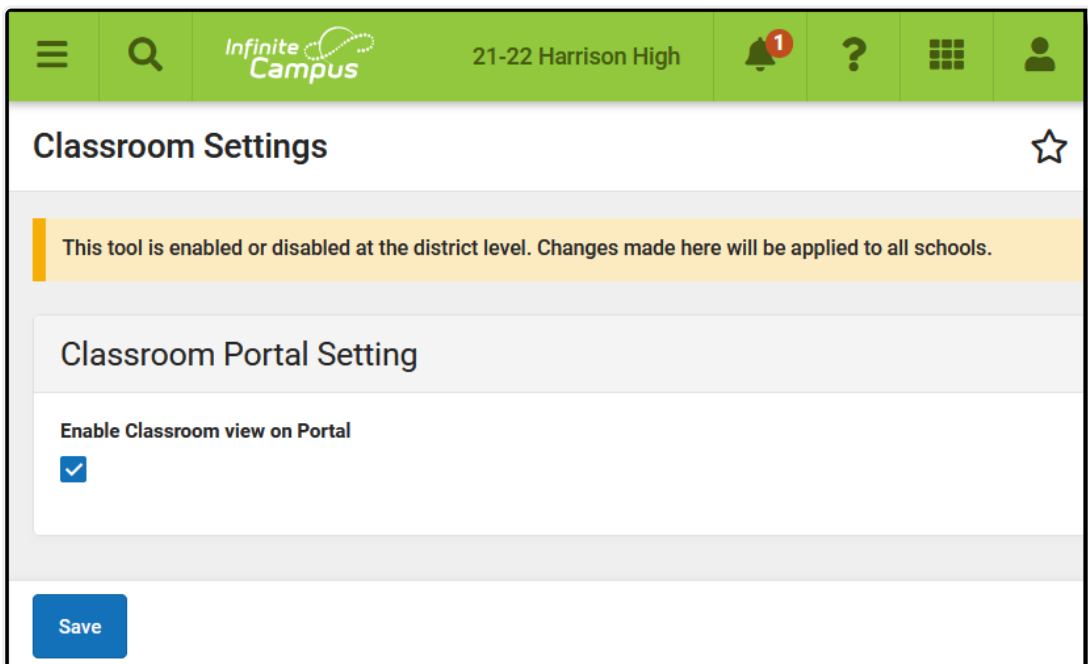 Infinite
Campus
21-22 Harrison High
1
?
Classroom Settings
This tool is enabled or disabled at the district level. Changes made here will be applied to all schools.
Classroom Portal Setting
Enable Classroom view on Portal
Save